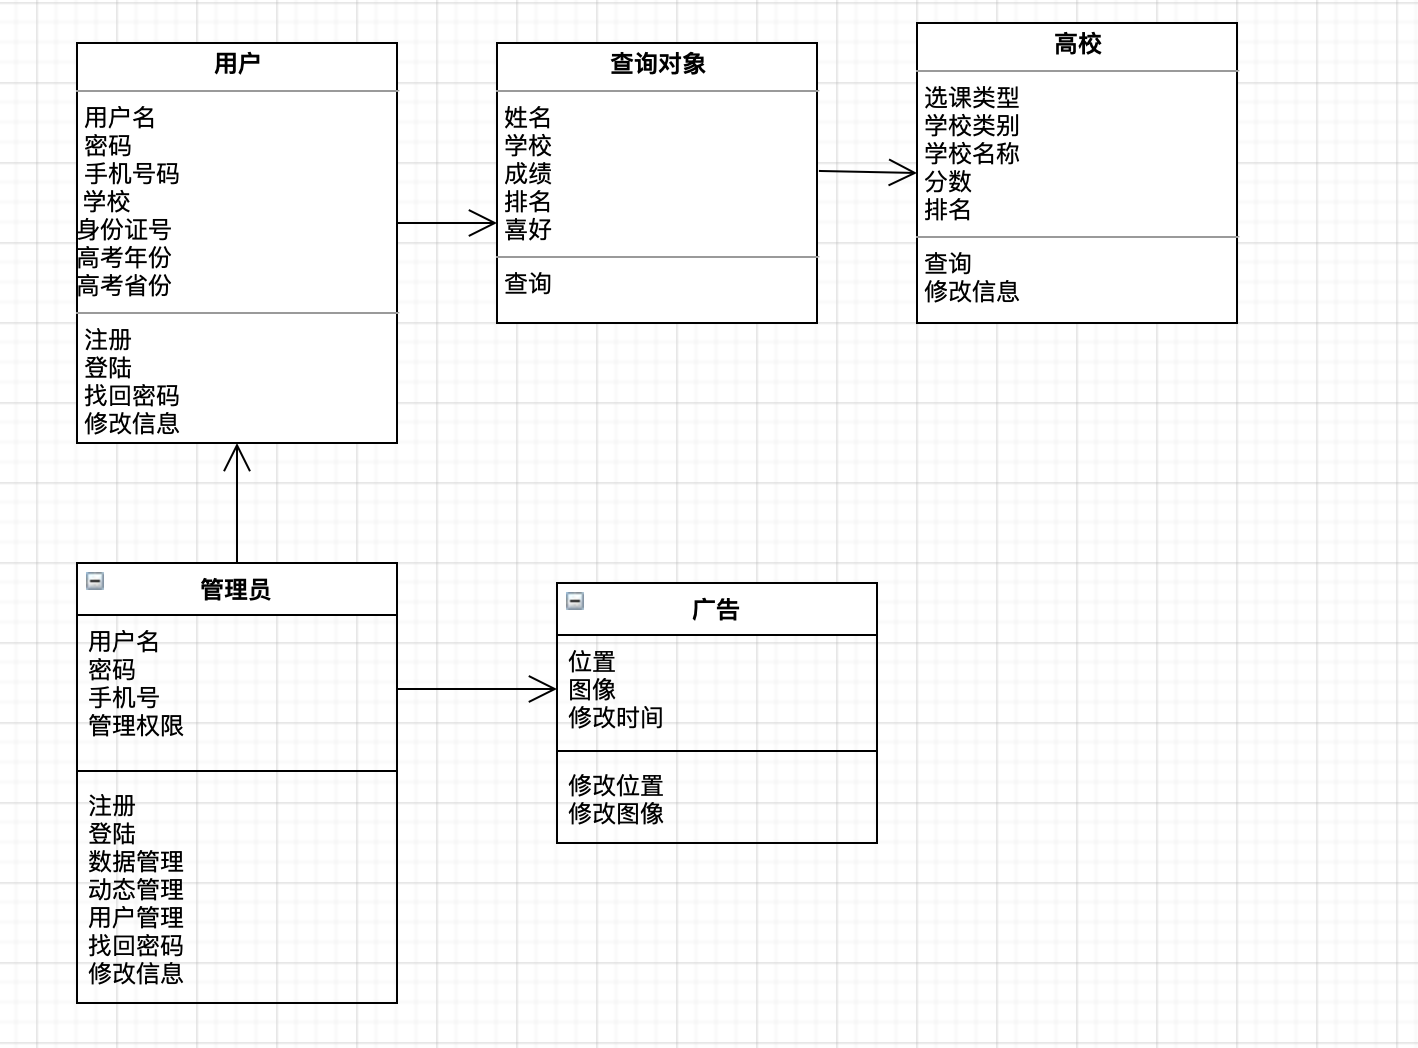 用户
用户名
密码
手机号码
学校
身份证号
高考年份
高考省份
注册
登陆
找回密码
修改信息
查询对象
姓名
学校
成绩
排名
喜好
查询
高校
选课类型
学校类别
学校名称
分数
排名
查询
修改信息
管理员
用户名
密码
手机号
管理权限
注册
登陆
数据管理
动态管理
用户管理
找回密码
修改信息
广告
位置
图像
修改时间
修改位置
修改图像